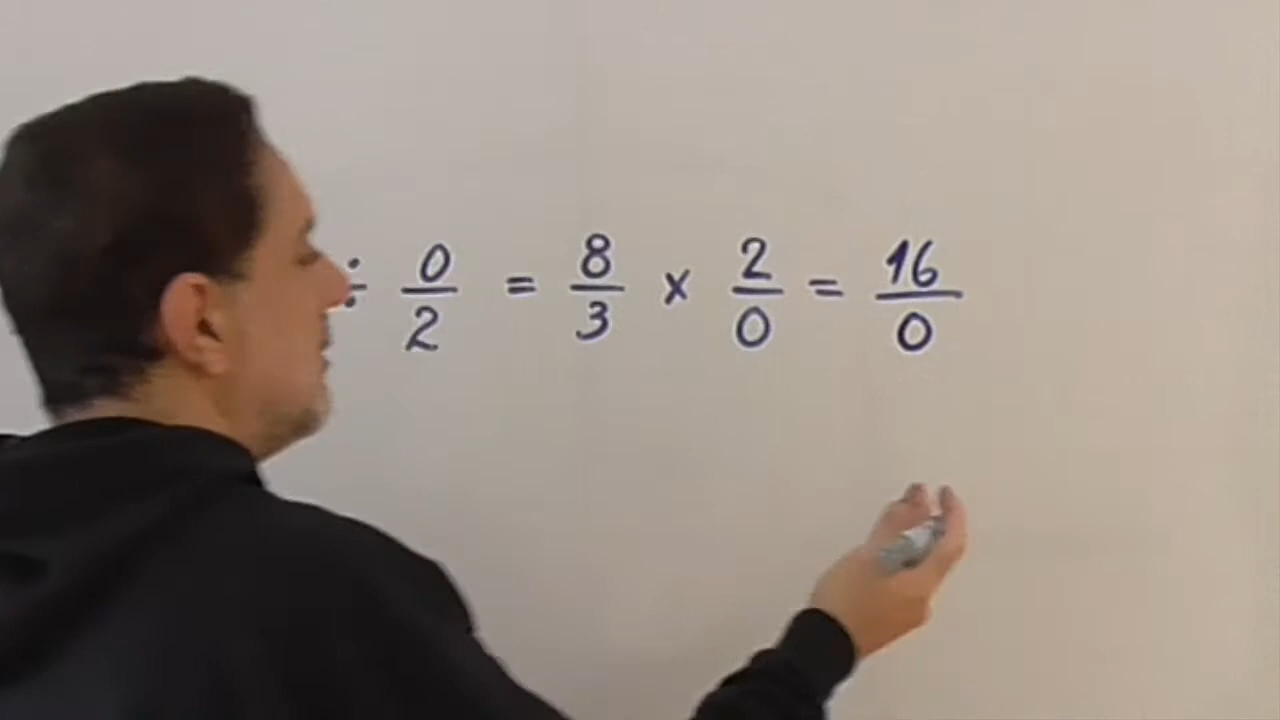 ÷ 0/2 = 8/3 x 2/0 = 16/0